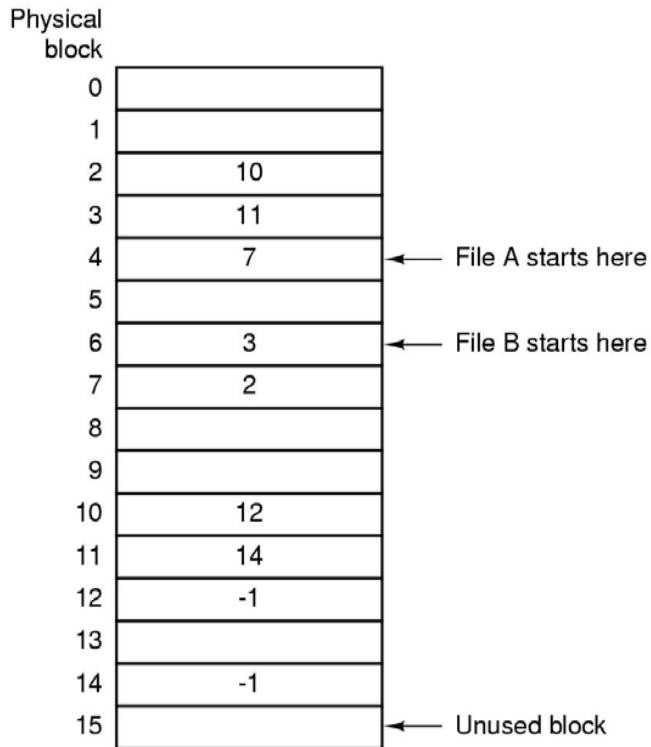 Physical
block
0
1
2 10
3 11
4 7 File A starts here
5
6 3 File B starts here
7 2
8
9
10 12
11 14
12 -1
13
14 -1
15 Unused block